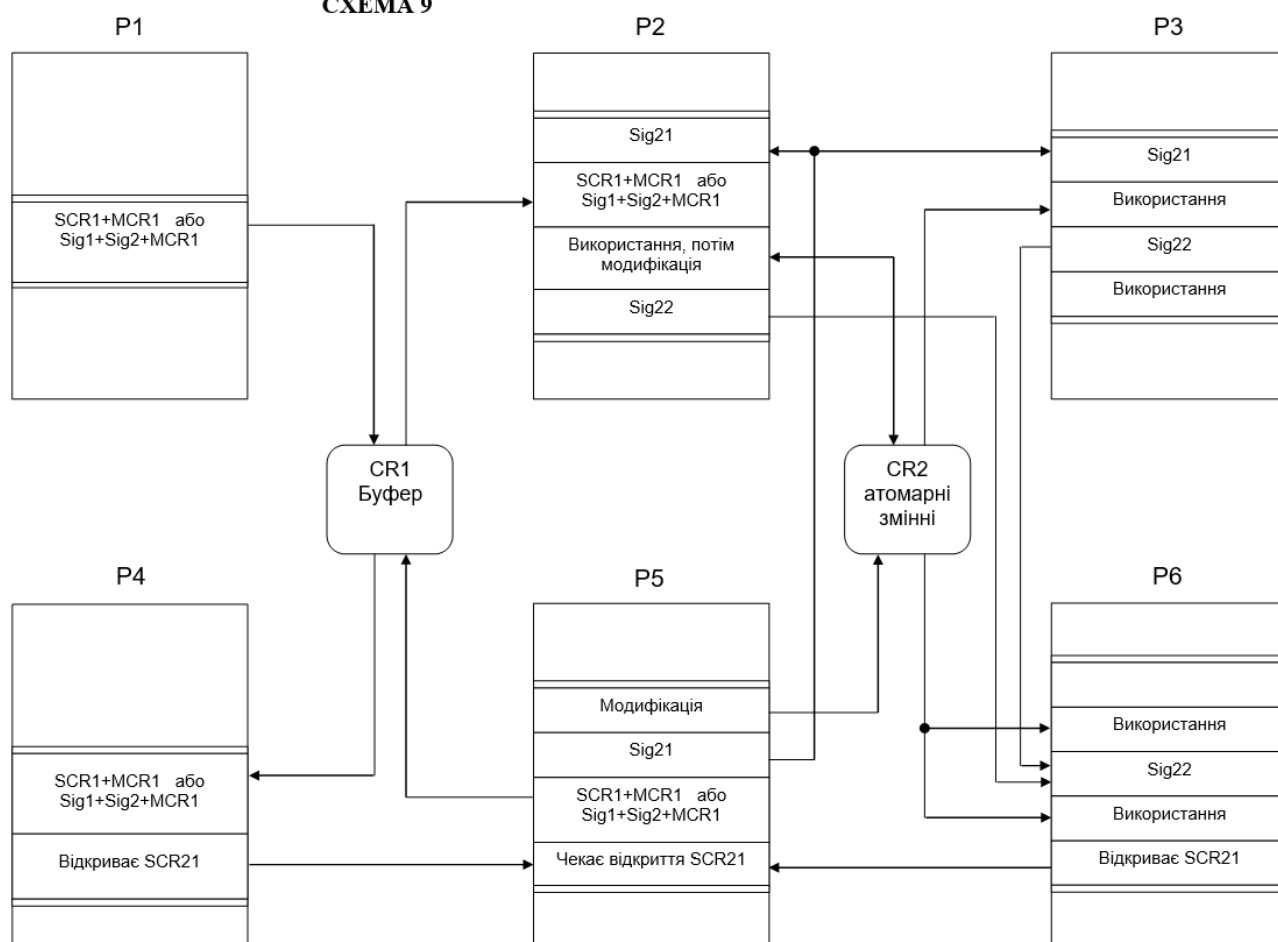 СХЕМА 9
P1
SCR1+MCR1 або
Sig1+Sig2+MCR1
P2
Sig21
SCR1+MCR1 або
Sig1+Sig2+MCR1
Використання, потім
модифікація
Sig22
P3
Sig21
Використання
Sig22
Використання
CR1
Буфер
CR2
атомарні
змінні
P4
SCR1+MCR1 або
Sig1+Sig2+MCR1
Відкриває SCR21
P5
Модифікація
Sig21
SCR1+MCR1 або
Sig1+Sig2+MCR1
Чекає відкриття SCR21
P6
Використання
Sig22
Використання
Відкриває SCR21